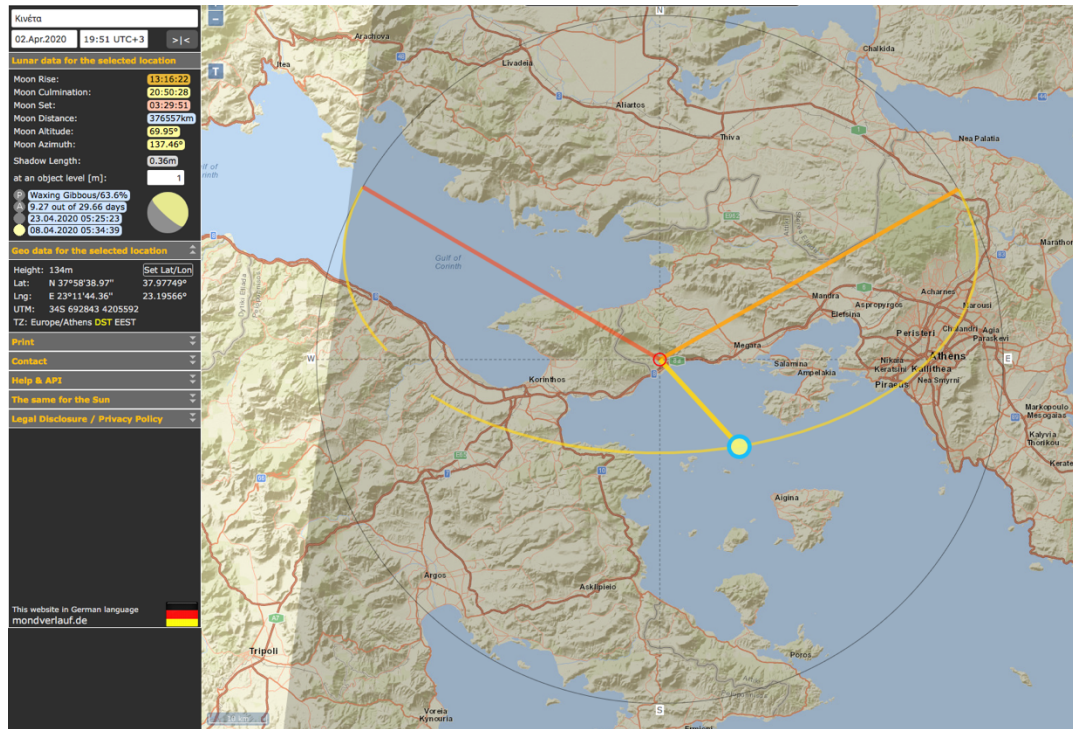 Κινέτα
02.Apr.2020 19:51 UTC+3 >|<
Lunar data for the selected location
Moon Rise: 13:16:22
Moon Culmination: 20:50:28
Moon Set: 03:29:51
Moon Distance: 376557km
Moon Altitude: 69.95°
Moon Azimuth: 137.46°
Shadow Length: 0.36m
at an object level [m]: 1
P Waxing Gibbous/63.6%
A 9.27 out of 29.66 days
23.04.2020 05:25:23
08.04.2020 05:34:39
Geo data for the selected location
Height: 134m Set Lat/Lon
Lat: N 37°58'38.97" 37.97749°
Lng: E 23°11'44.36" 23.19566°
UTM: 34S 692843 4205592
TZ: Europe/Athens DST EEST
Print
Contact
Help & API
The same for the Sun
Legal Disclosure / Privacy Policy
This website in German language
mondverlauf.de
−
T
N
Arachova
Itea
Livadeia
Chalkida
Aliartos
Thiva
Nea Palatia
Gulf of
Corinth
Marathon
Mandra
Acharnes
Aspropyrgos
Marousi
Elefsina
Peristeri
Agia
Paraskevi
Megara
Athens
W
E
Salamina
Nikaia
Keratsini
Kallithea
Ampelakia
Korinthos
Piraeus
Nea Smyrni
Markopoulo
Mesogaias
Kalyvia
Thorikou
Aigina
Argos
Asklipieio
Tripoli
Poros
Voreia
Kynouria
S
10 km